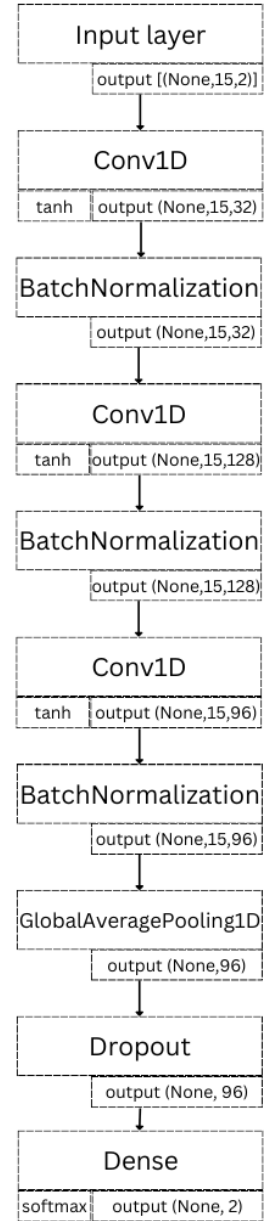 Input layer
output [(None,15,2)]
Conv1D
tanh output (None,15,32)
BatchNormalization
output (None,15,32)
Conv1D
tanh output (None,15,128)
BatchNormalization
output (None,15,128)
Conv1D
tanh output (None,15,96)
BatchNormalization
output (None,15,96)
GlobalAveragePooling1D
output (None,96)
Dropout
output (None, 96)
Dense
softmax output (None, 2)